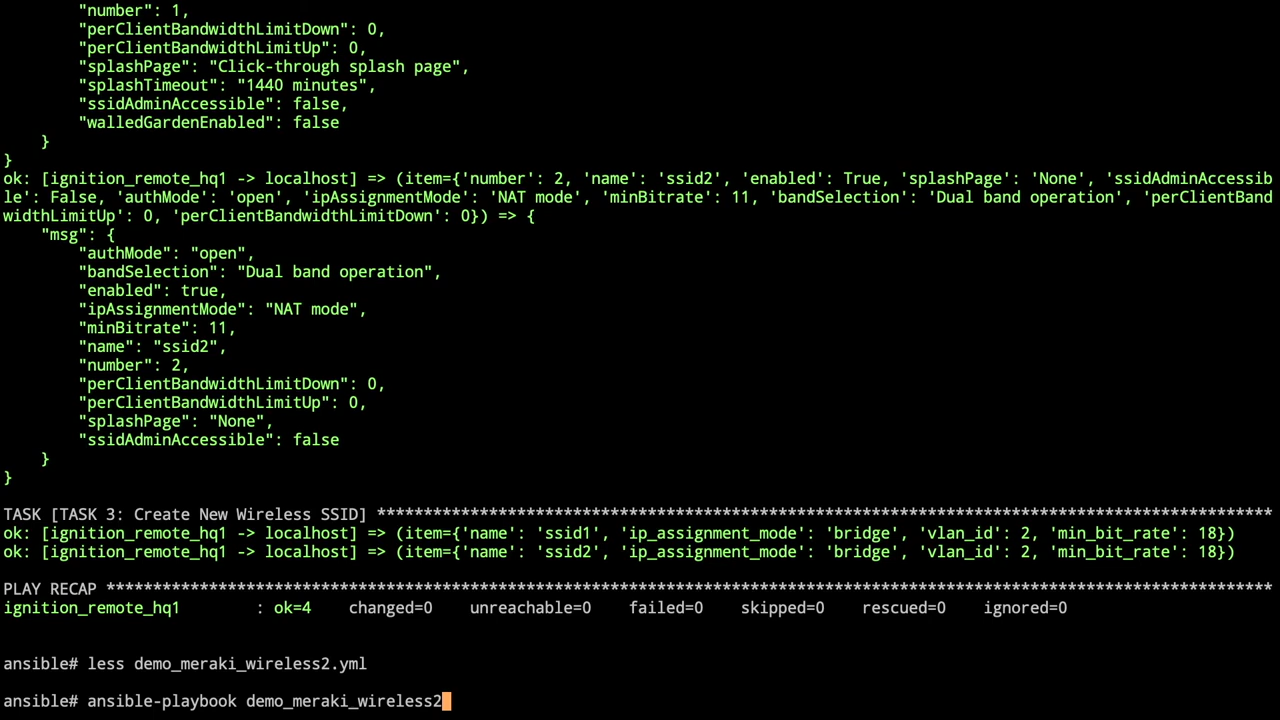 "number": 1,
        "perClientBandwidthLimitDown": 0,
        "perClientBandwidthLimitUp": 0,
        "splashPage": "Click-through splash page",
        "splashTimeout": "1440 minutes",
        "ssidAdminAccessible": false,
        "walledGardenEnabled": false
    }
}
ok: [ignition_remote_hq1 -> localhost] => (item={'number': 2, 'name': 'ssid2', 'enabled': True, 'splashPage': 'None', 'ssidAdminAccessib
le': False, 'authMode': 'open', 'ipAssignmentMode': 'NAT mode', 'minBitrate': 11, 'bandSelection': 'Dual band operation', 'perClientBand
widthLimitUp': 0, 'perClientBandwidthLimitDown': 0}) => {
    "msg": {
        "authMode": "open",
        "bandSelection": "Dual band operation",
        "enabled": true,
        "ipAssignmentMode": "NAT mode",
        "minBitrate": 11,
        "name": "ssid2",
        "number": 2,
        "perClientBandwidthLimitDown": 0,
        "perClientBandwidthLimitUp": 0,
        "splashPage": "None",
        "ssidAdminAccessible": false
    }
}
TASK [TASK 3: Create New Wireless SSID] ************************************************************************************************
ok: [ignition_remote_hq1 -> localhost] => (item={'name': 'ssid1', 'ip_assignment_mode': 'bridge', 'vlan_id': 2, 'min_bit_rate': 18})
ok: [ignition_remote_hq1 -> localhost] => (item={'name': 'ssid2', 'ip_assignment_mode': 'bridge', 'vlan_id': 2, 'min_bit_rate': 18})
PLAY RECAP *****************************************************************************************************************************
ignition_remote_hq1        : ok=4    changed=0    unreachable=0    failed=0    skipped=0    rescued=0    ignored=0
ansible# less demo_meraki_wireless2.yml
ansible# ansible-playbook demo_meraki_wireless2